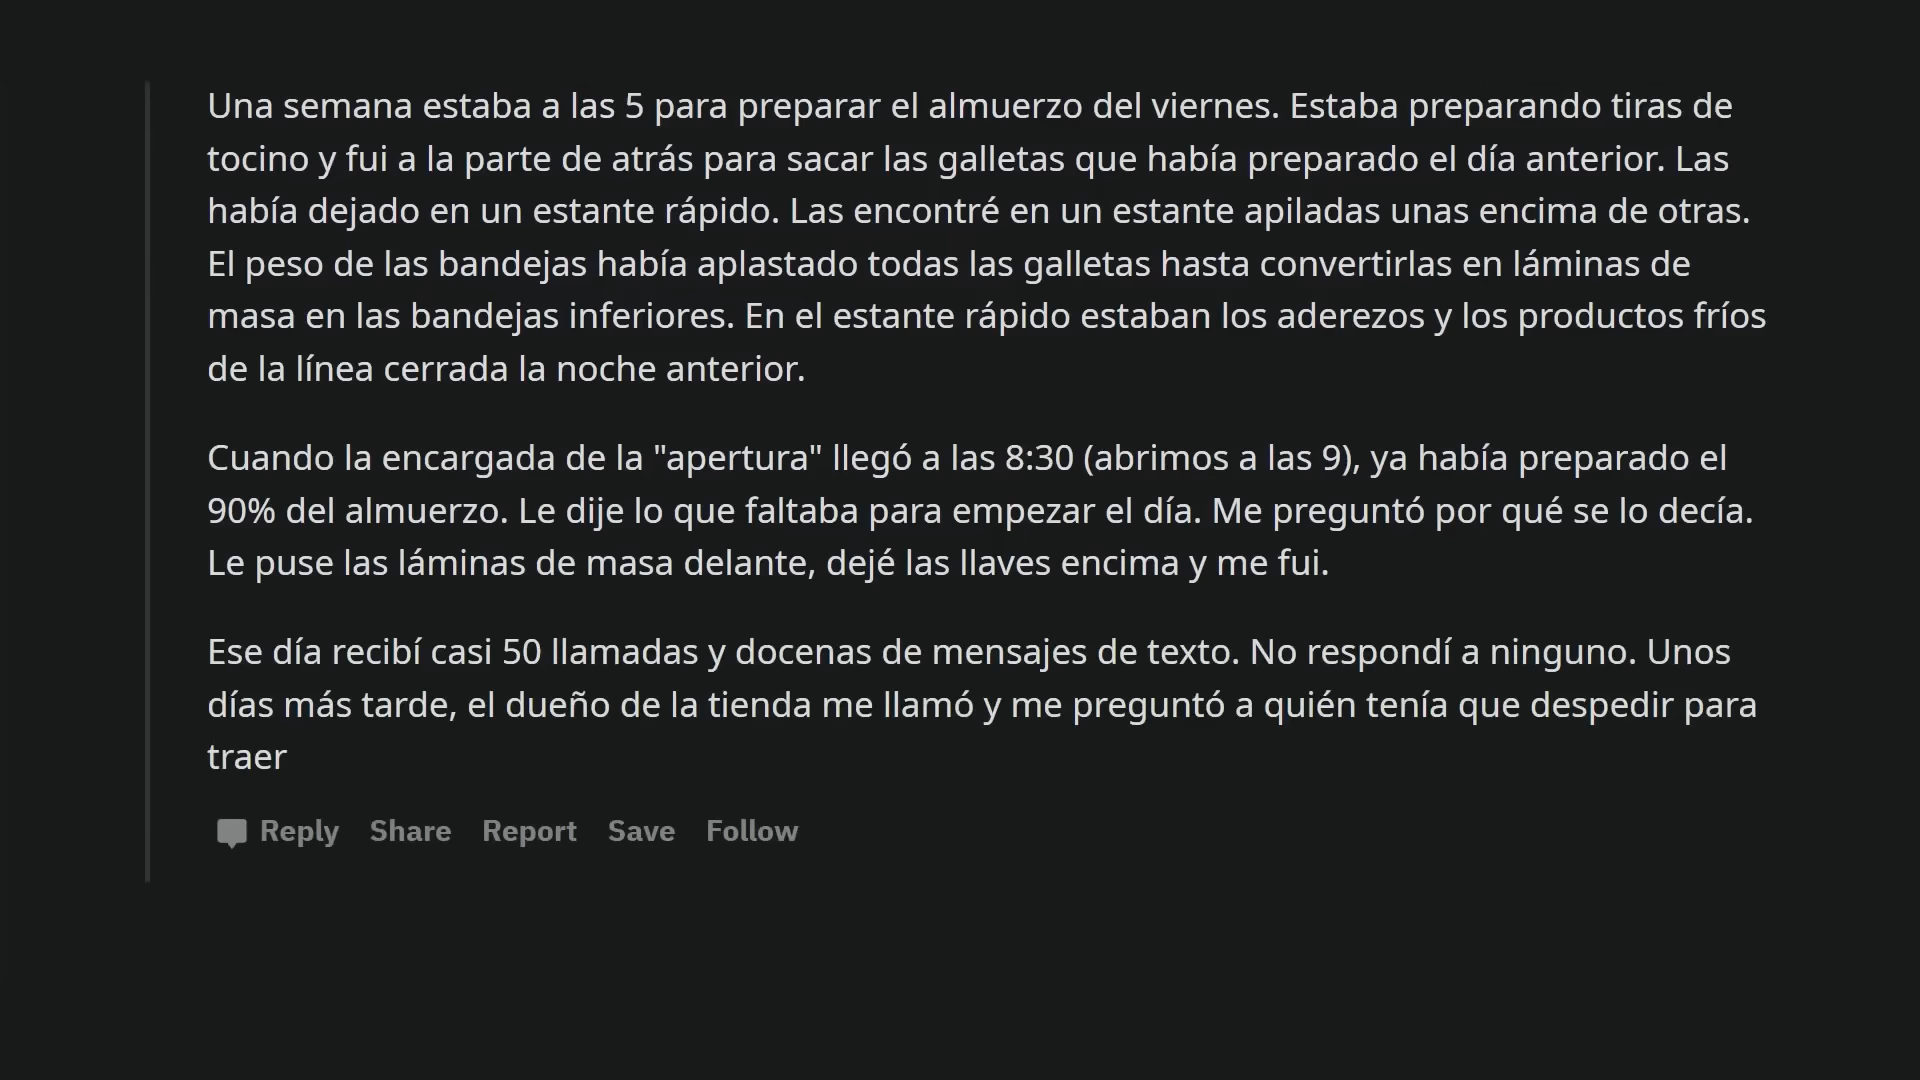 Una semana estaba a las 5 para preparar el almuerzo del viernes. Estaba preparando tiras de
tocino y fui a la parte de atrás para sacar las galletas que había preparado el día anterior. Las
había dejado en un estante rápido. Las encontré en un estante apiladas unas encima de otras.
El peso de las bandejas había aplastado todas las galletas hasta convertirlas en láminas de
masa en las bandejas inferiores. En el estante rápido estaban los aderezos y los productos fríos
de la línea cerrada la noche anterior.
Cuando la encargada de la "apertura" llegó a las 8:30 (abrimos a las 9), ya había preparado el
90% del almuerzo. Le dije lo que faltaba para empezar el día. Me preguntó por qué se lo decía.
Le puse las láminas de masa delante, dejé las llaves encima y me fui.
Ese día recibí casi 50 llamadas y docenas de mensajes de texto. No respondí a ninguno. Unos
días más tarde, el dueño de la tienda me llamó y me preguntó a quién tenía que despedir para
traer
Reply Share Report Save Follow